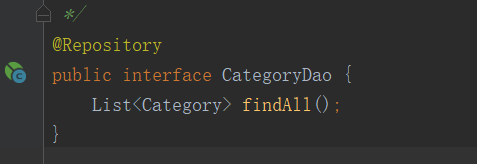 */
@Repository
public interface CategoryDao {
List<Category> findAll();
}